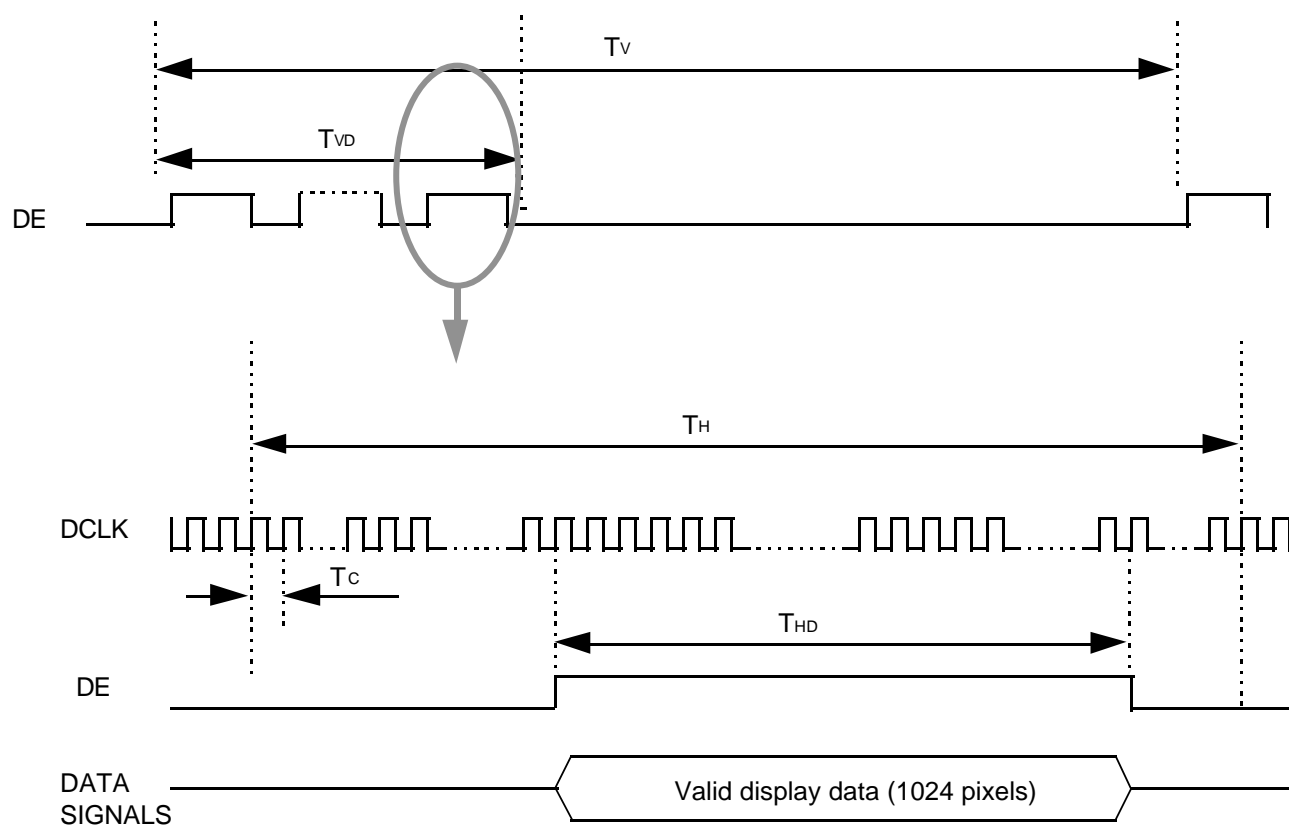 TV
TVD
DE
TH
DCLK
TC
THD
DE
DATA
SIGNALS
Valid display data (1024 pixels)